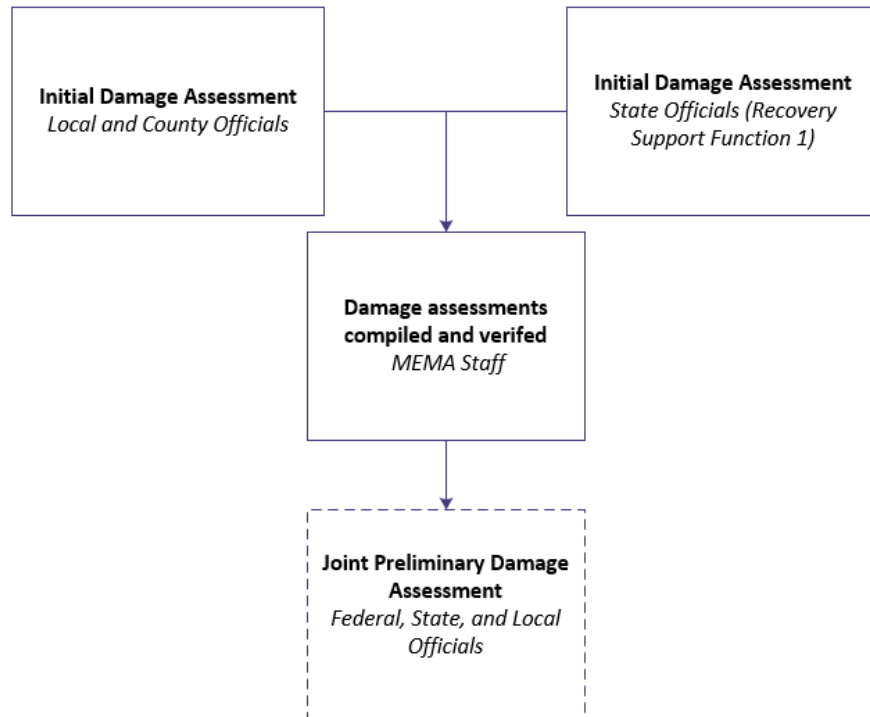 Initial Damage Assessment
Local and County Officials
Initial Damage Assessment
State Officials (Recovery
Support Function 1)
Damage assessments
compiled and verifed
MEMA Staff
Joint Preliminary Damage
Assessment
Federal, State, and Local
Officials